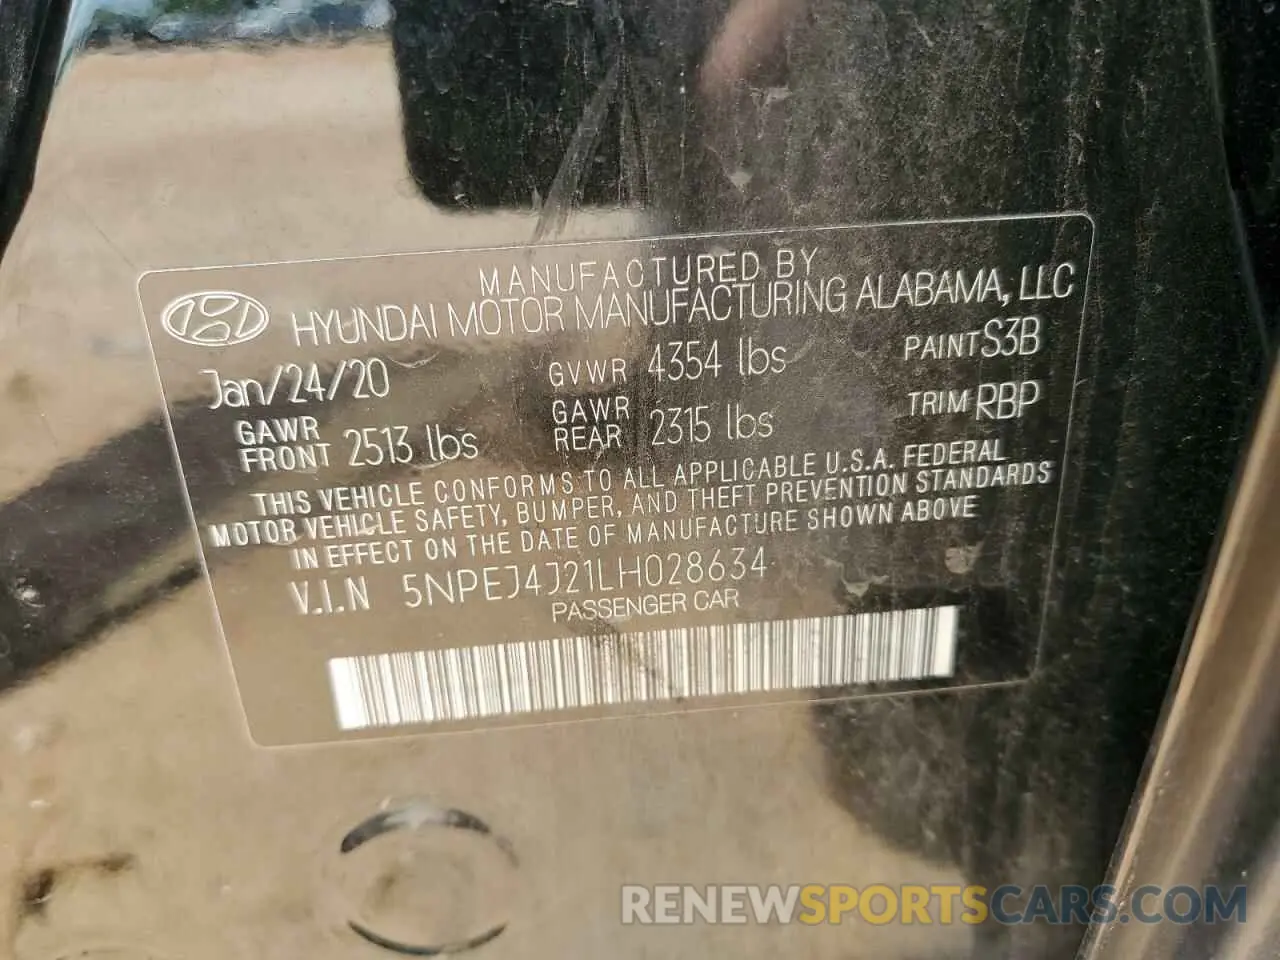 MANUFACTURED BY
HYUNDAI MOTOR MANUFACTURING ALABAMA, LLC
Jan/24/20 GVWR 4354 lbs PAINT S3B
GAWR FRONT 2513 lbs GAWR REAR 2315 lbs TRIM RBP
THIS VEHICLE CONFORMS TO ALL APPLICABLE U.S.A. FEDERAL
MOTOR VEHICLE SAFETY, BUMPER, AND THEFT PREVENTION STANDARDS
IN EFFECT ON THE DATE OF MANUFACTURE SHOWN ABOVE
V.I.N 5NPEJ4J21LH028634
PASSENGER CAR
RENEWSPORTSCARS.COM